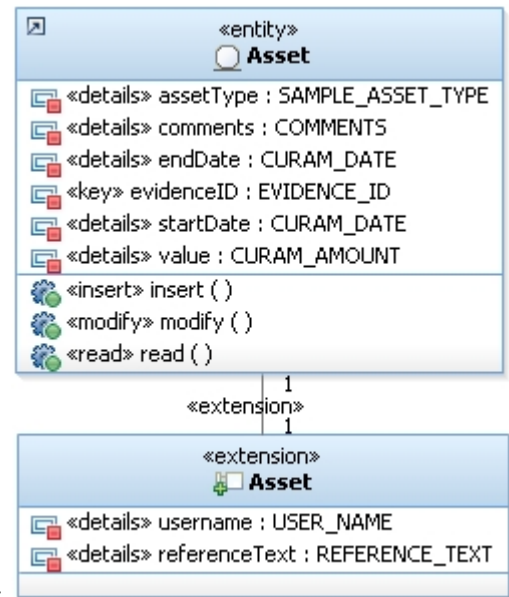 «entity»
Asset
«details» assetType : SAMPLE_ASSET_TYPE
«details» comments : COMMENTS
«details» endDate : CURAM_DATE
«key» evidenceID : EVIDENCE_ID
«details» startDate : CURAM_DATE
«details» value : CURAM_AMOUNT
«insert» insert ( )
«modify» modify ( )
«read» read ( )
1
«extension»
1
«extension»
Asset
«details» username : USER_NAME
«details» referenceText : REFERENCE_TEXT